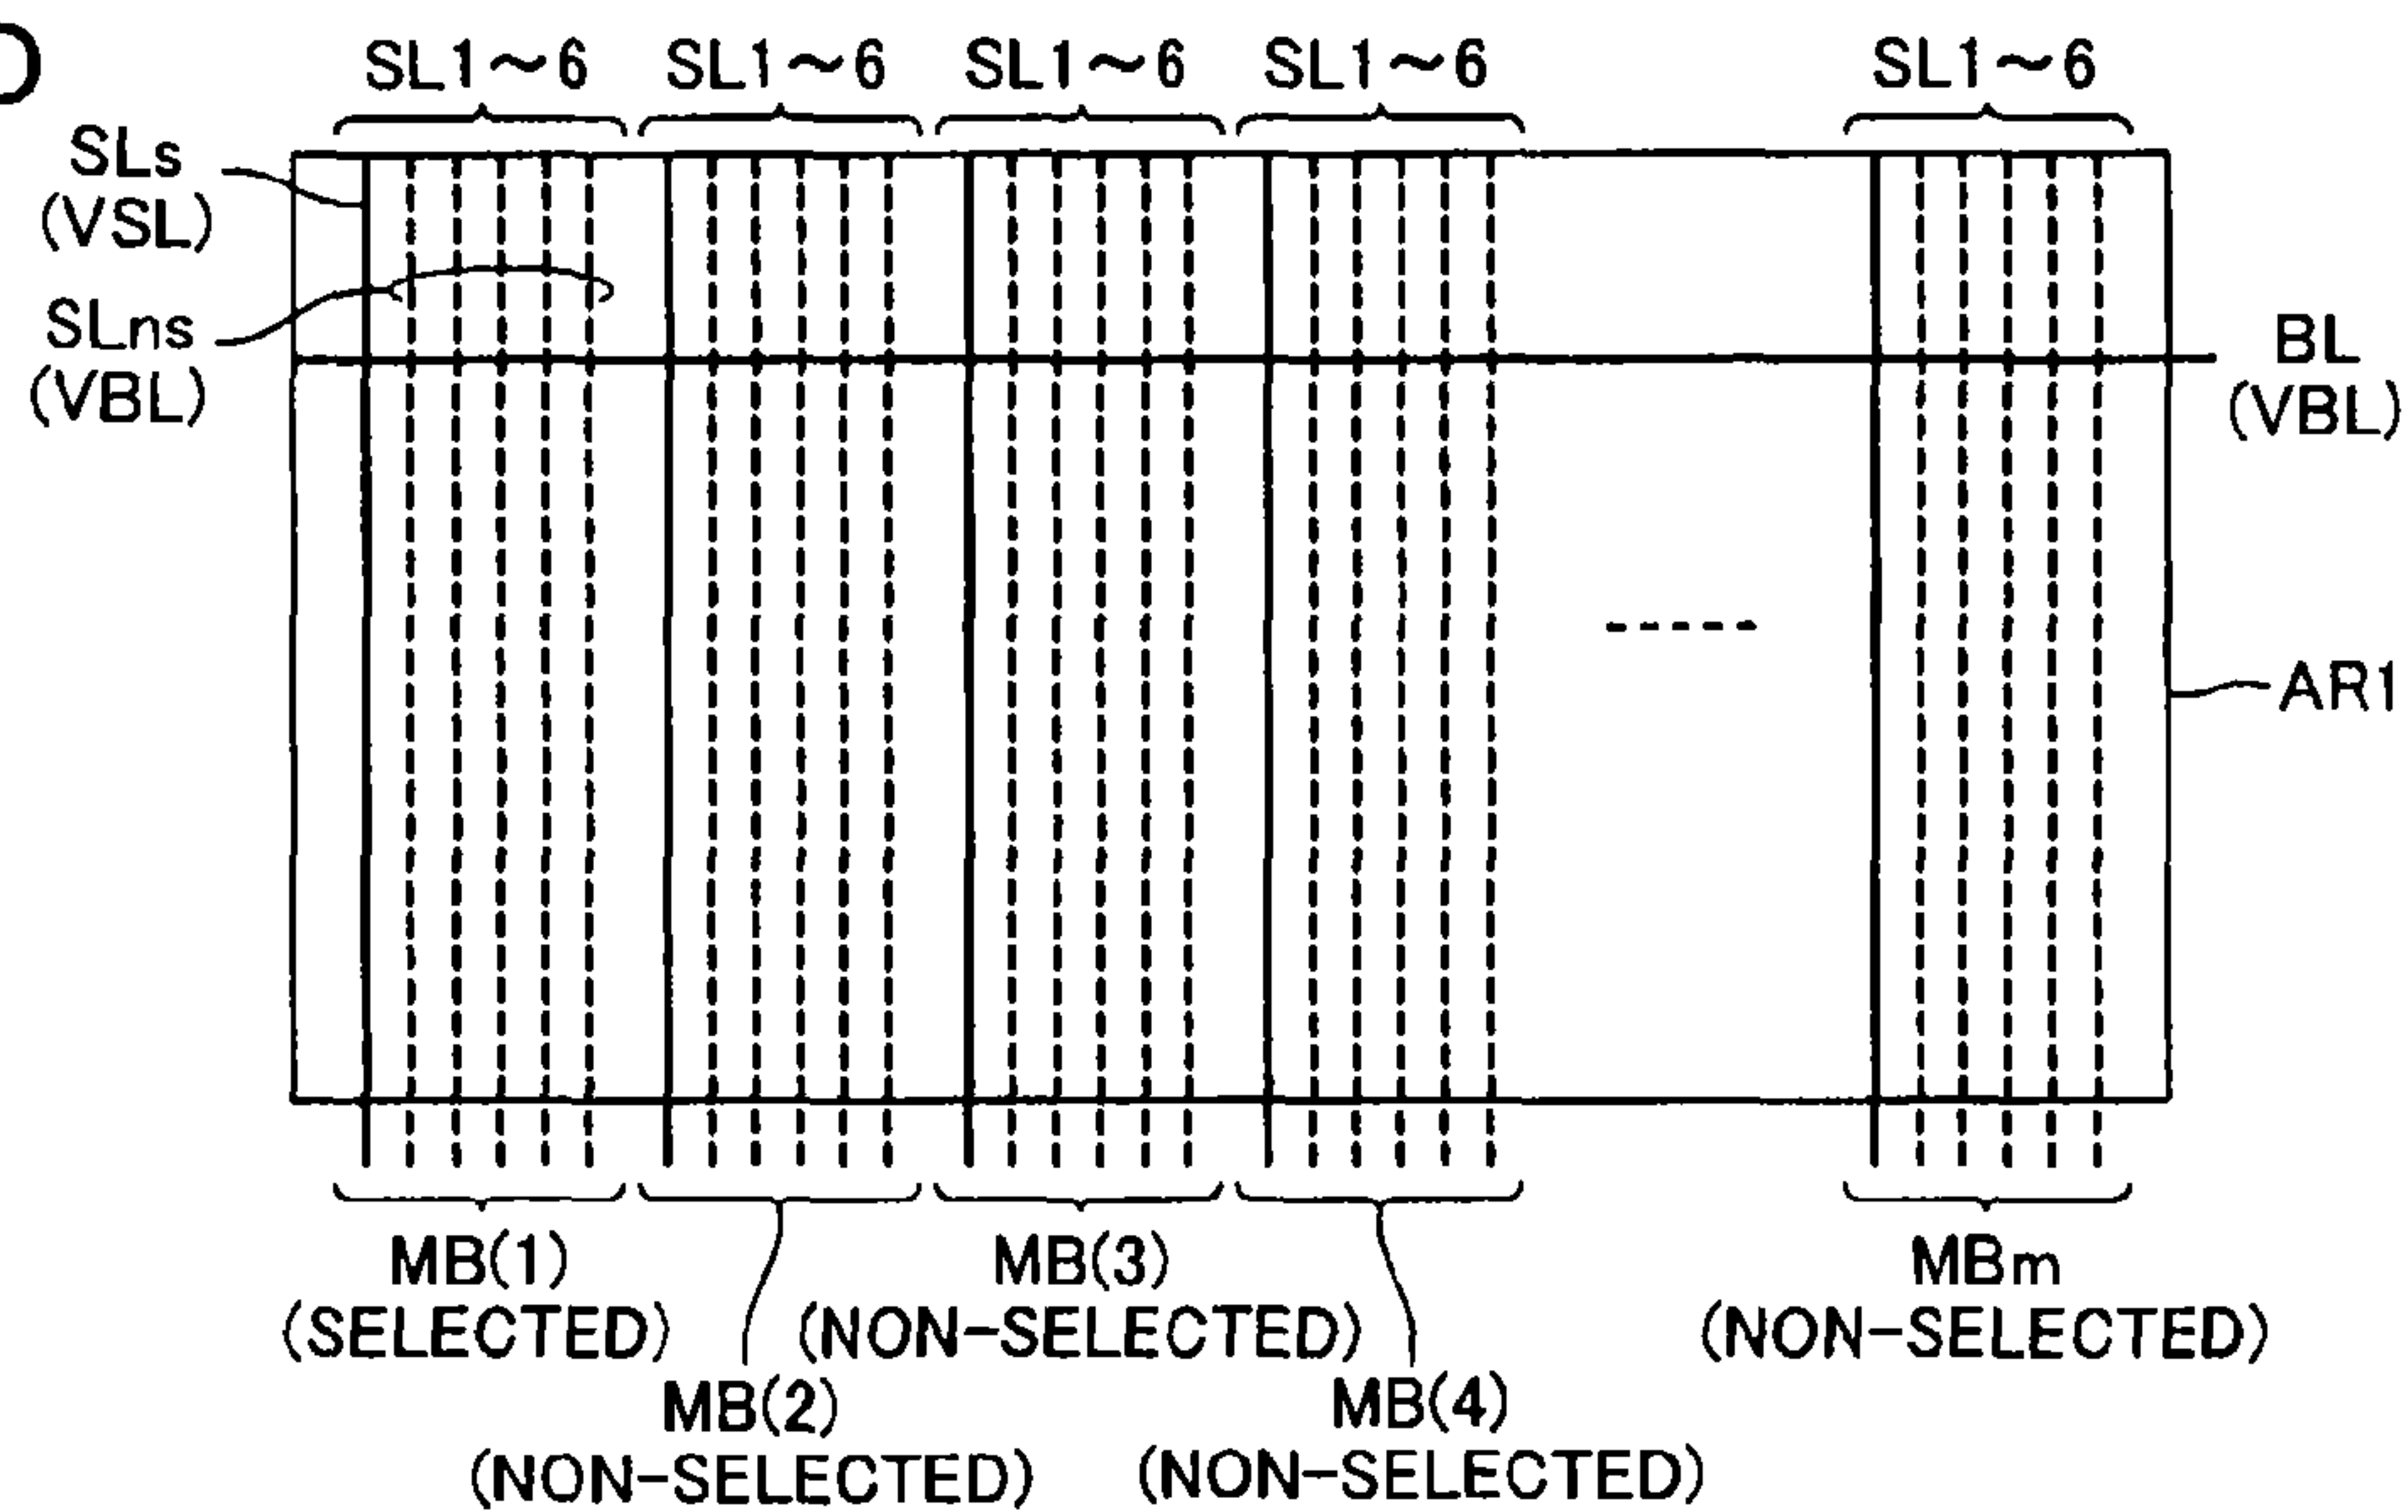 SL1~6 SL1~6 SL1~6 SL1~6 SL1~6
SLs
(VSL)
SLns
(VBL)
BL
(VBL)
AR1
MB(1)
(SELECTED)
MB(2)
(NON-SELECTED)
MB(3)
(NON-SELECTED)
MB(4)
(NON-SELECTED)
MBm
(NON-SELECTED)